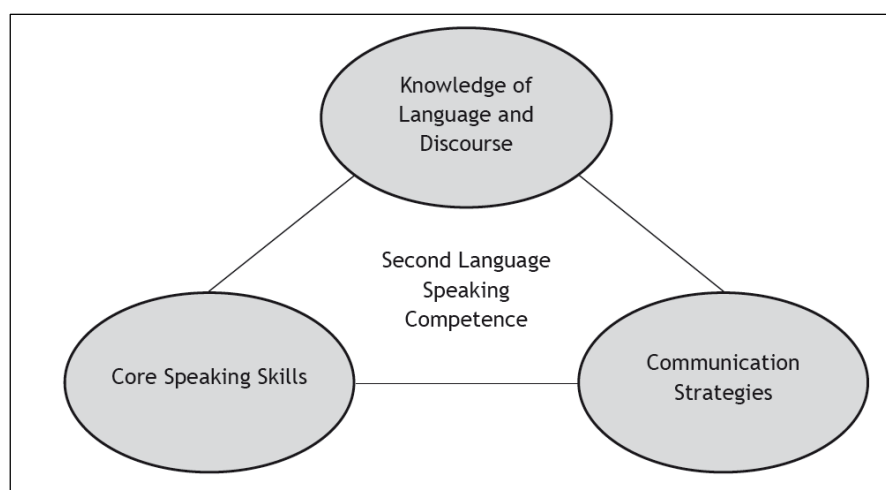 Knowledge of
Language and
Discourse
Second Language
Speaking
Competence
Core Speaking Skills
Communication
Strategies